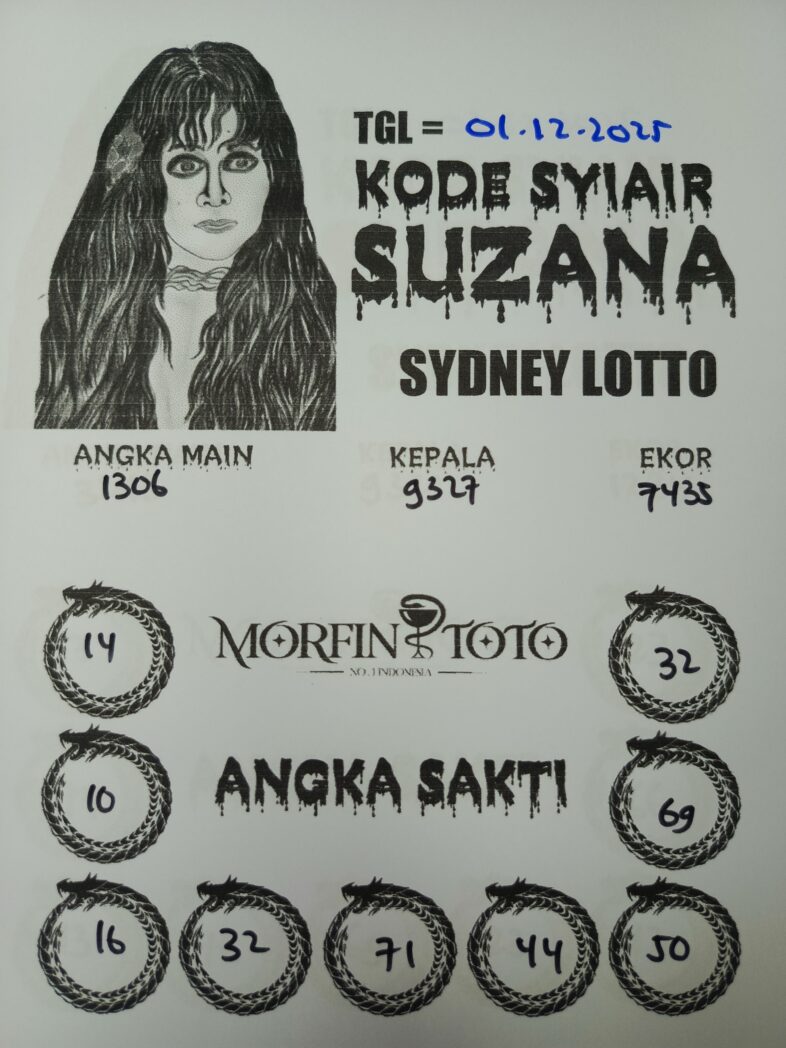 TGL = 01.12.2025
KODE SYIAIR
SUZANA
SYDNEY LOTTO
ANGKA MAIN
1306
KEPALA
9327
EKOR
7435
14
MORFIN TOTO
NO.1 INDONESIA
32
10
ANGKA SAKTI
69
16 32 71 44 50